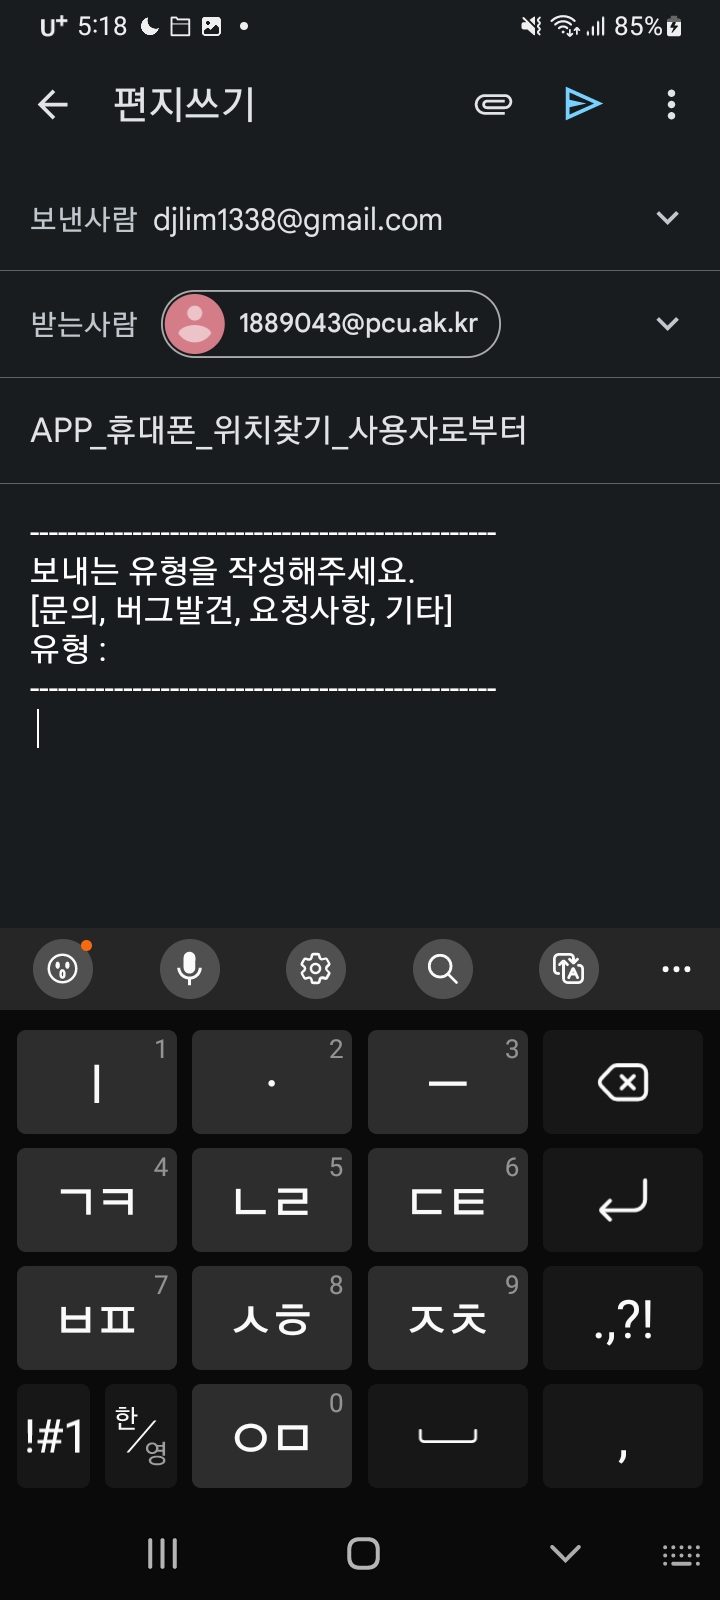 U+ 5:18 85%
편지쓰기
보낸사람 djlim1338@gmail.com
받는사람 1889043@pcu.ak.kr
APP_휴대폰_위치찾기_사용자로부터
--------------------------------------------------
보내는 유형을 작성해주세요.
[문의, 버그발견, 요청사항, 기타]
유형 :
--------------------------------------------------
ㅣ 1 · 2 ㅡ 3
ㄱㅋ 4 ㄴㄹ 5 ㄷㅌ 6
ㅂㅍ 7 ㅅㅎ 8 ㅈㅊ 9 .,?!
!#1 한/영 ㅇㅁ 0 ,